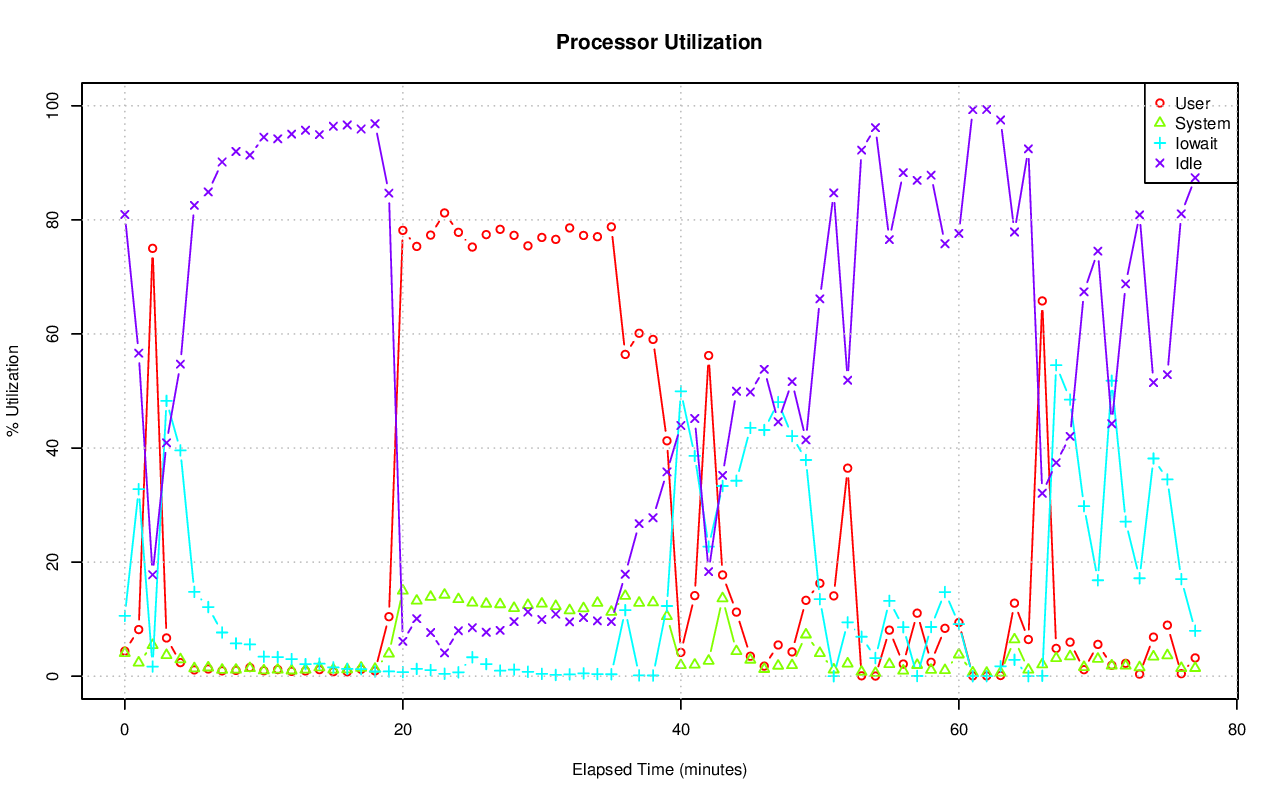 Processor Utilization
User
System
Iowait
Idle
% Utilization
100
80
60
40
20
0
0 20 40 60 80
Elapsed Time (minutes)